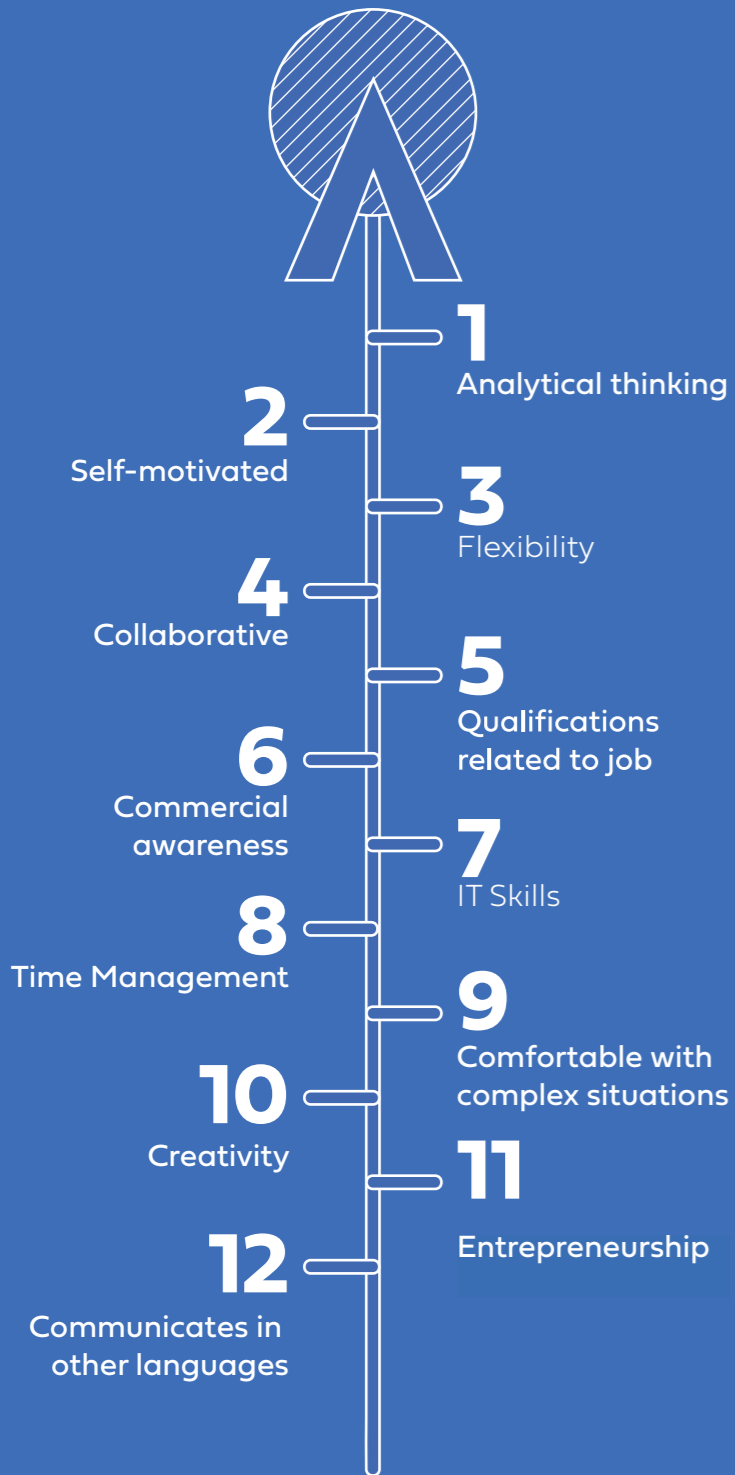 1
Analytical thinking
2
Self-motivated
3
Flexibility
4
Collaborative
5
Qualifications
related to job
6
Commercial
awareness
7
IT Skills
8
Time Management
9
Comfortable with
complex situations
10
Creativity
11
Entrepreneurship
12
Communicates in
other languages